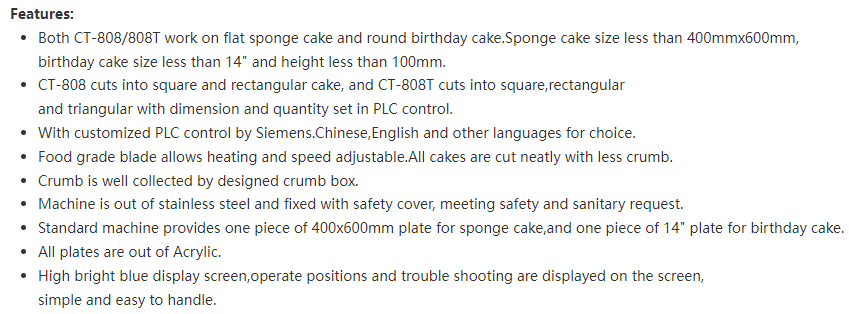 Features:
Both CT-808/808T work on flat sponge cake and round birthday cake.Sponge cake size less than 400mmx600mm,
birthday cake size less than 14" and height less than 100mm.
CT-808 cuts into square and rectangular cake, and CT-808T cuts into square,rectangular
and triangular with dimension and quantity set in PLC control.
With customized PLC control by Siemens.Chinese,English and other languages for choice.
Food grade blade allows heating and speed adjustable.All cakes are cut neatly with less crumb.
Crumb is well collected by designed crumb box.
Machine is out of stainless steel and fixed with safety cover, meeting safety and sanitary request.
Standard machine provides one piece of 400x600mm plate for sponge cake,and one piece of 14" plate for birthday cake.
All plates are out of Acrylic.
High bright blue display screen,operate positions and trouble shooting are displayed on the screen,
simple and easy to handle.